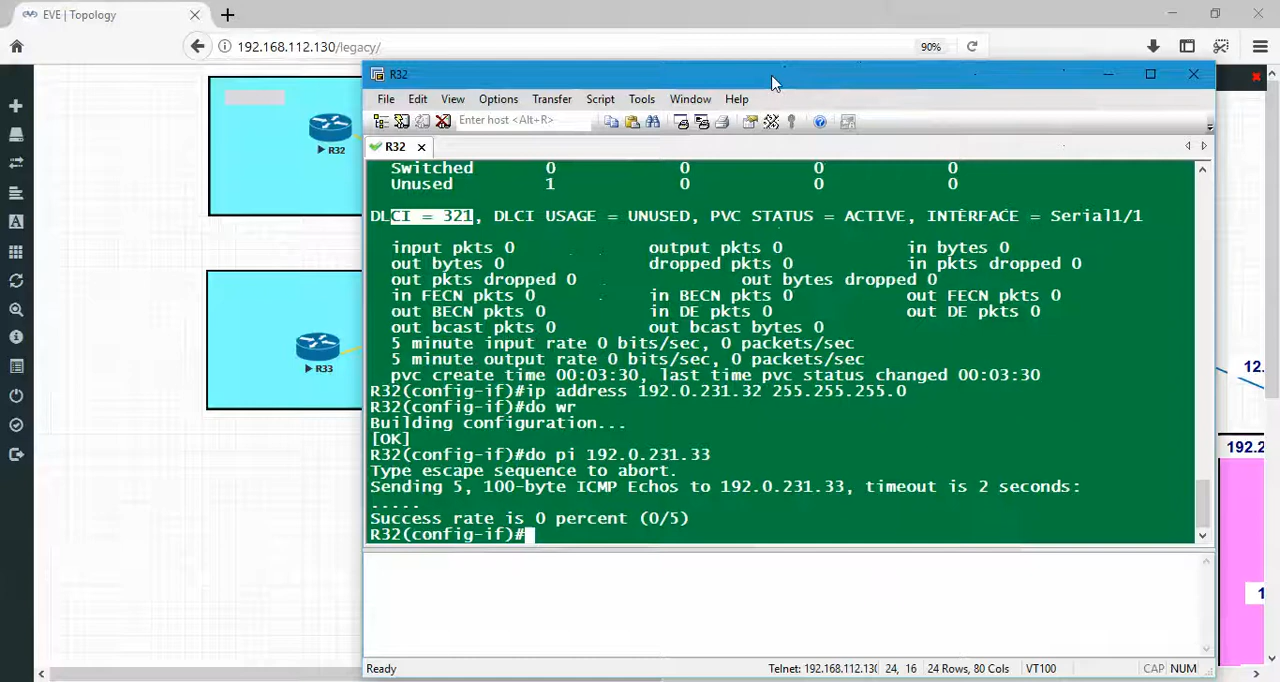 EVE | Topology
192.168.112.130/legacy/
90%
R32
File Edit View Options Transfer Script Tools Window Help
Enter host <Alt+R>
R32
Switched 0 0 0 0
Unused 1 0 0 0
DLCI = 321, DLCI USAGE = UNUSED, PVC STATUS = ACTIVE, INTERFACE = Serial1/1
input pkts 0 output pkts 0 in bytes 0
out bytes 0 dropped pkts 0 in pkts dropped 0
out pkts dropped 0 out bytes dropped 0
in FECN pkts 0 in BECN pkts 0 out FECN pkts 0
out BECN pkts 0 in DE pkts 0 out DE pkts 0
out bcast pkts 0 out bcast bytes 0
5 minute input rate 0 bits/sec, 0 packets/sec
5 minute output rate 0 bits/sec, 0 packets/sec
pvc create time 00:03:30, last time pvc status changed 00:03:30
R32(config-if)#ip address 192.0.231.32 255.255.255.0
R32(config-if)#do wr
Building configuration...
[OK]
R32(config-if)#do pi 192.0.231.33
Type escape sequence to abort.
Sending 5, 100-byte ICMP Echos to 192.0.231.33, timeout is 2 seconds:
.....
Success rate is 0 percent (0/5)
R32(config-if)#
Ready Telnet: 192.168.112.130 24, 16 24 Rows, 80 Cols VT100 CAP NUM
R32
R33
12.
192.2
1